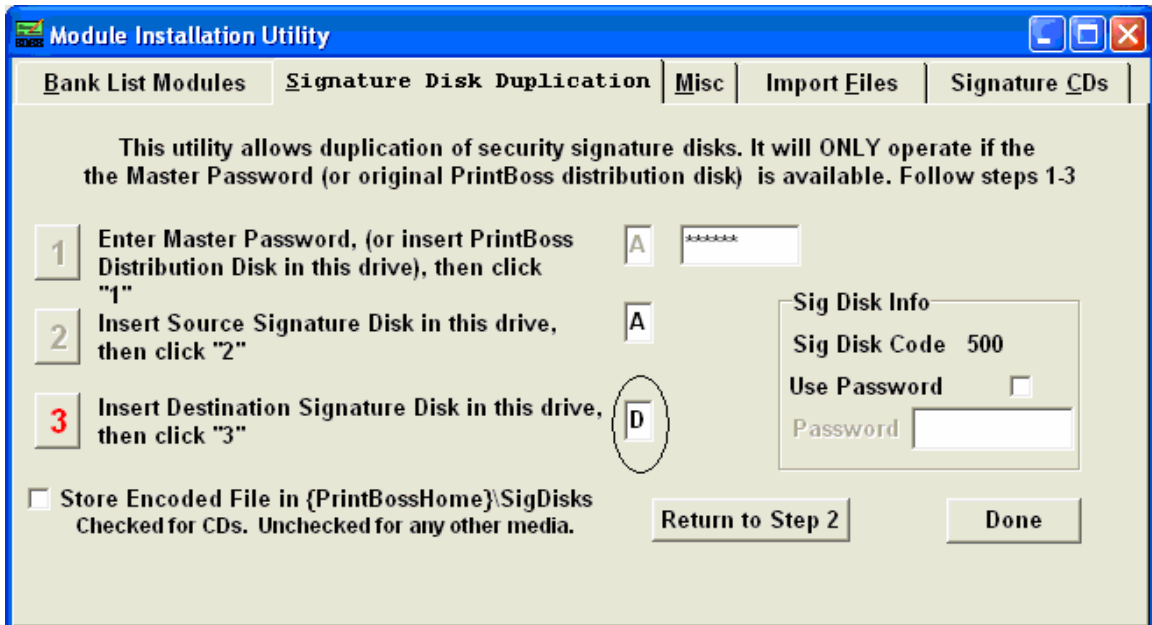 Module Installation Utility
Bank List Modules Signature Disk Duplication Misc Import Files Signature CDs
This utility allows duplication of security signature disks. It will ONLY operate if the
the Master Password (or original PrintBoss distribution disk) is available. Follow steps 1-3
1 Enter Master Password, (or insert PrintBoss A ******
Distribution Disk in this drive), then click
"1"
2 Insert Source Signature Disk in this drive, A
then click "2"
3 Insert Destination Signature Disk in this drive, D
then click "3"
Sig Disk Info
Sig Disk Code 500
Use Password
Password
Store Encoded File in {PrintBossHome}\SigDisks
Checked for CDs. Unchecked for any other media.
Return to Step 2 Done